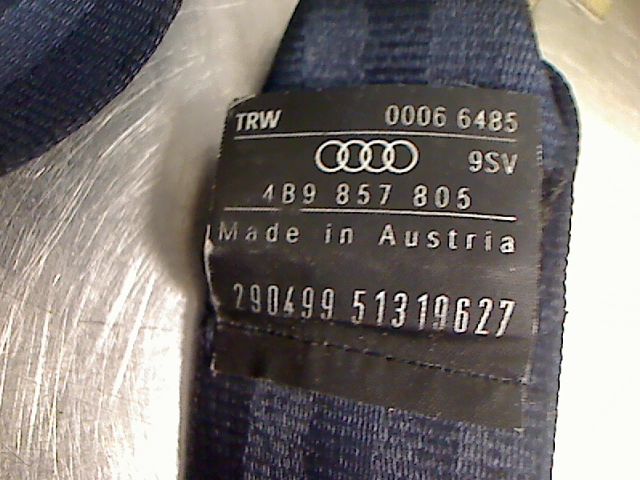 TRW 0006 6485
9SV
4B9 857 805
Made in Austria
290499 51319627